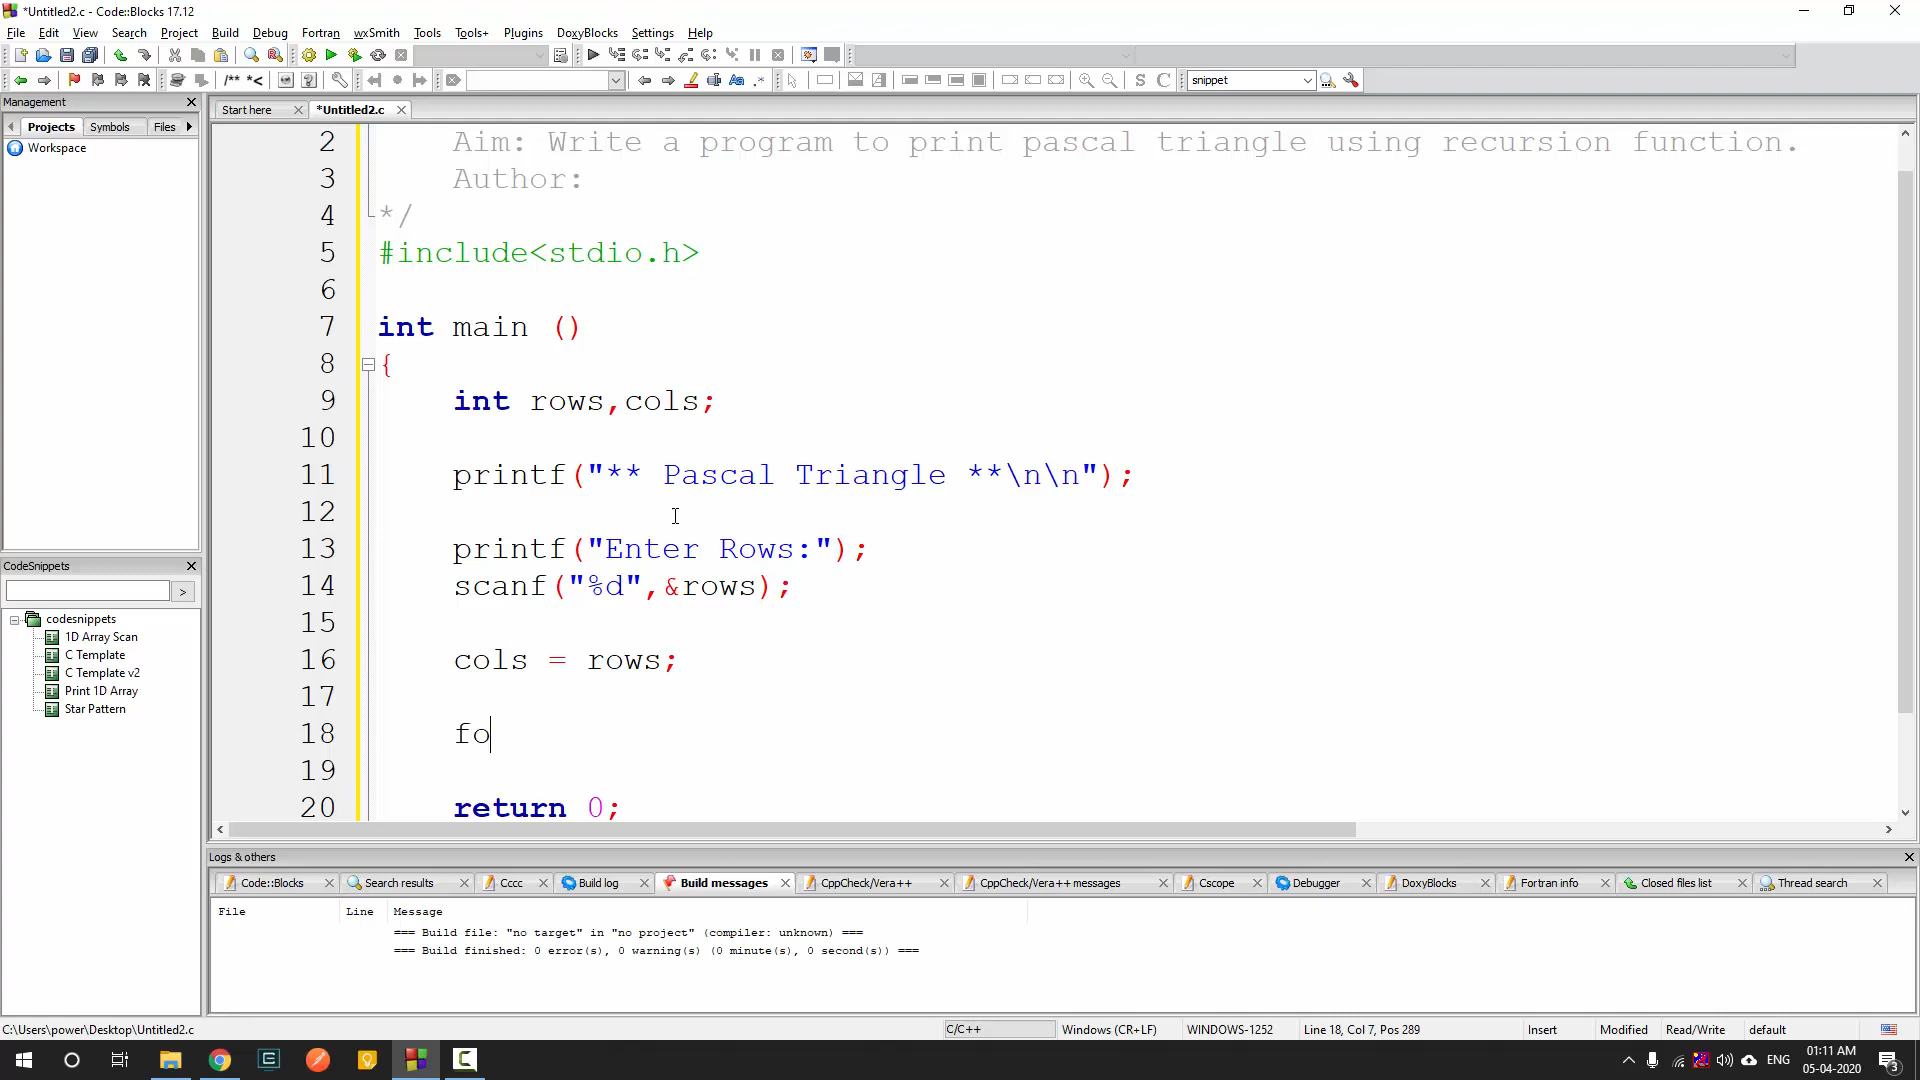 *Untitled2.c - Code::Blocks 17.12
File Edit View Search Project Build Debug Fortran wxSmith Tools Tools+ Plugins DoxyBlocks Settings Help
/** *< Aa .* S C snippet
Management
Start here *Untitled2.c
Projects Symbols Files
Workspace
2 Aim: Write a program to print pascal triangle using recursion function.
3 Author:
4 */
5 #include<stdio.h>
6
7 int main ()
8 {
9 int rows,cols;
10
11 printf("** Pascal Triangle **\n\n");
12
13 printf("Enter Rows:");
14 scanf("%d",&rows);
15
16 cols = rows;
17
18 fo
19
20 return 0;
CodeSnippets
>
codesnippets
1D Array Scan
C Template
C Template v2
Print 1D Array
Star Pattern
Logs & others
Code::Blocks Search results Cccc Build log Build messages CppCheck/Vera++ CppCheck/Vera++ messages Cscope Debugger DoxyBlocks Fortran info Closed files list Thread search
File Line Message
=== Build file: "no target" in "no project" (compiler: unknown) ===
=== Build finished: 0 error(s), 0 warning(s) (0 minute(s), 0 second(s)) ===
C:\Users\power\Desktop\Untitled2.c C/C++ Windows (CR+LF) WINDOWS-1252 Line 18, Col 7, Pos 289 Insert Modified Read/Write default
ENG 01:11 AM
05-04-2020 3